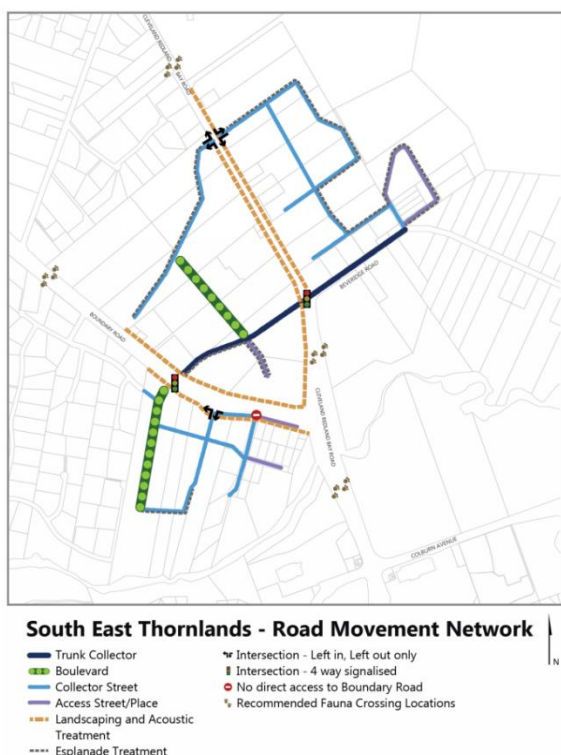 CLEVELAND REDLAND
BAY ROAD
BEVERIDGE ROAD
BOUNDARY ROAD
CLEVELAND REDLAND BAY ROAD
COLBURN AVENUE
South East Thornlands - Road Movement Network
N
Trunk Collector
Boulevard
Collector Street
Access Street/Place
Landscaping and Acoustic
Treatment
Esplanade Treatment
Intersection - Left in, Left out only
Intersection - 4 way signalised
No direct access to Boundary Road
Recommended Fauna Crossing Locations